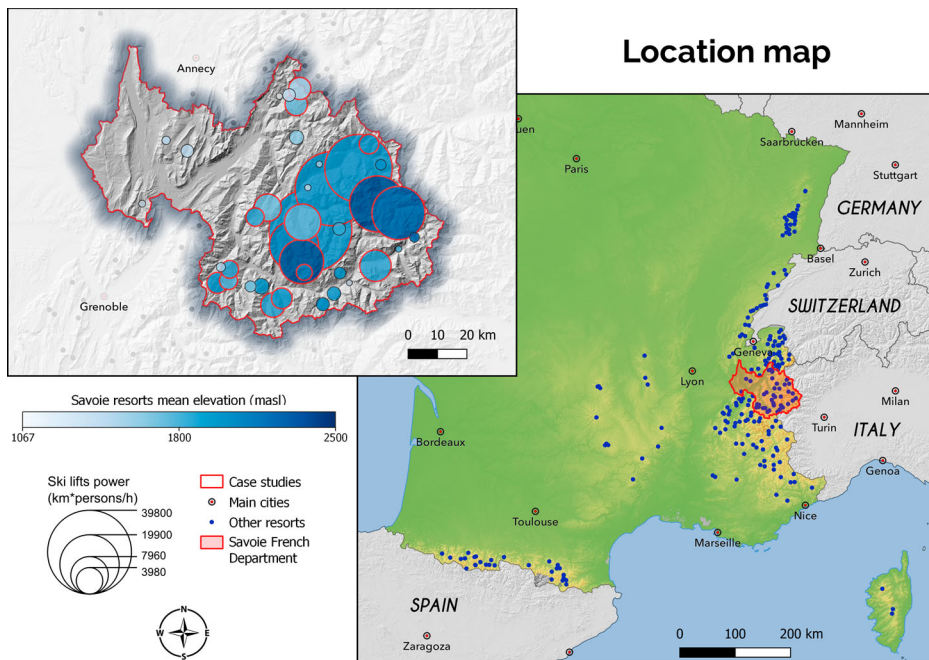 Location map
Annecy
Grenoble
0 10 20 km
Savoie resorts mean elevation (masl)
1067 1800 2500
Ski lifts power
(km*persons/h)
39800
19900
7960
3980
Case studies
Main cities
Other resorts
Savoie French
Department
N
W E
S
uen
Paris
Saarbrücken
Mannheim
Stuttgart
GERMANY
Basel
Zurich
SWITZERLAND
Geneva
Lyon
Milan
Turin
ITALY
Genoa
Bordeaux
Toulouse
Marseille
Nice
SPAIN
Zaragoza
0 100 200 km